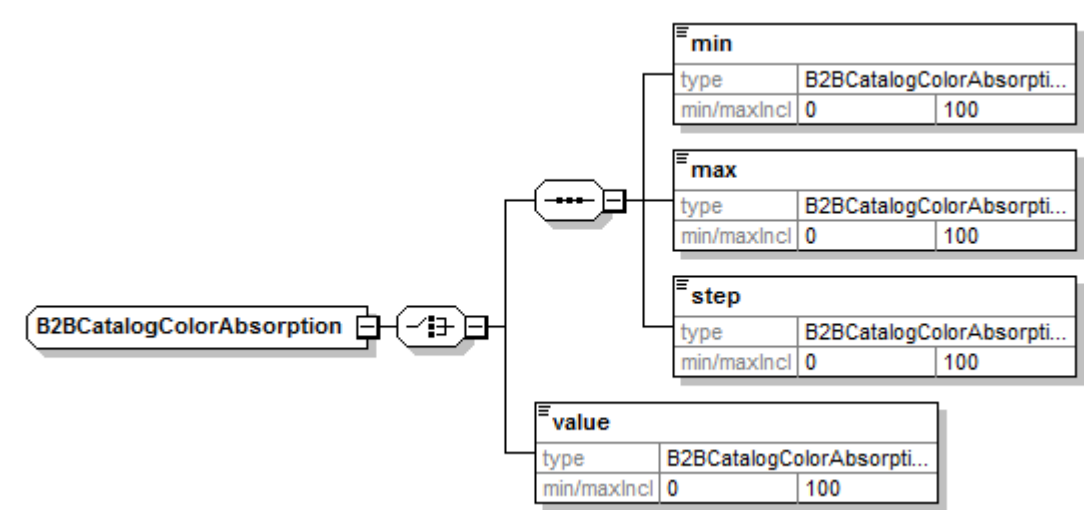 min
type B2BCatalogColorAbsorpti...
min/maxIncl 0 100
max
type B2BCatalogColorAbsorpti...
min/maxIncl 0 100
step
type B2BCatalogColorAbsorpti...
min/maxIncl 0 100
B2BCatalogColorAbsorption
value
type B2BCatalogColorAbsorpti...
min/maxIncl 0 100